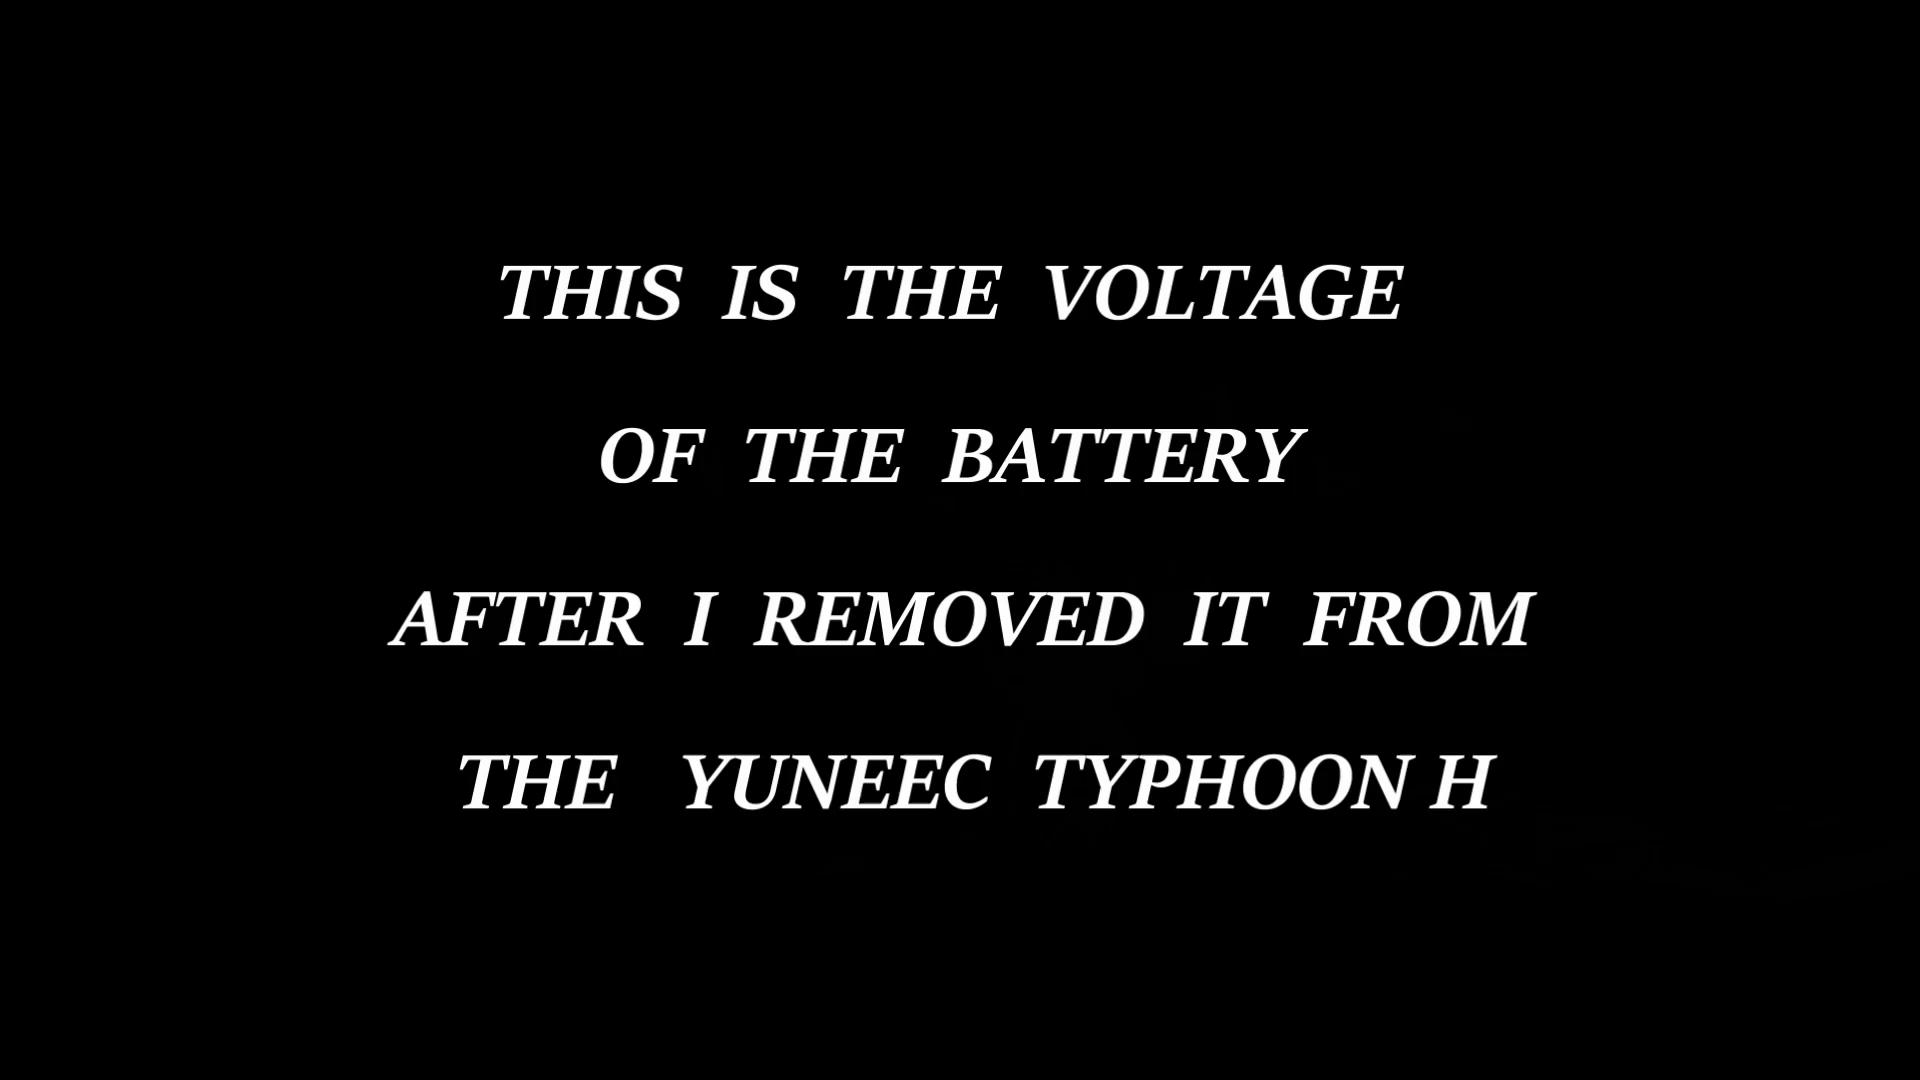 THIS IS THE VOLTAGE
OF THE BATTERY
AFTER I REMOVED IT FROM
THE YUNEEC TYPHOON H